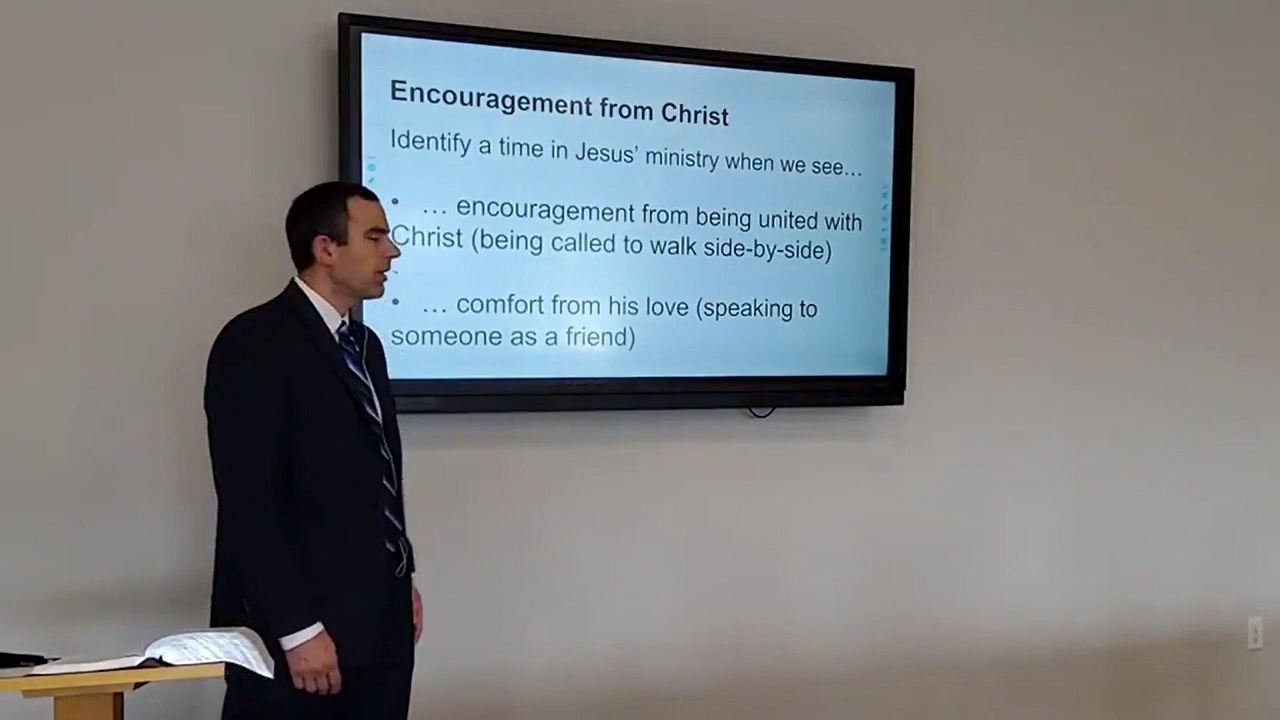 Encouragement from Christ
Identify a time in Jesus' ministry when we see…
• … encouragement from being united with
Christ (being called to walk side-by-side)
• … comfort from his love (speaking to
someone as a friend)